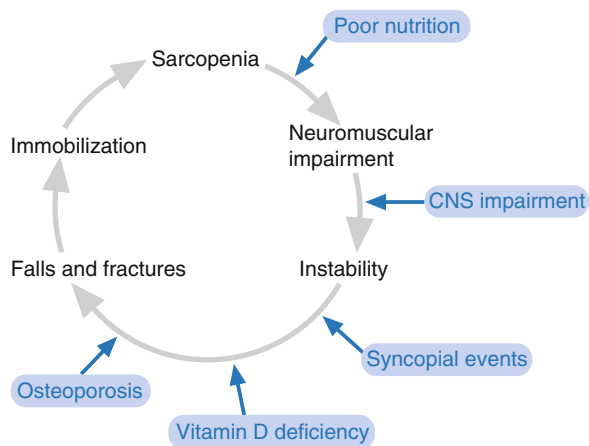 Poor nutrition
Sarcopenia
Neuromuscular
impairment
Immobilization
CNS impairment
Falls and fractures
Instability
Syncopial events
Osteoporosis
Vitamin D deficiency